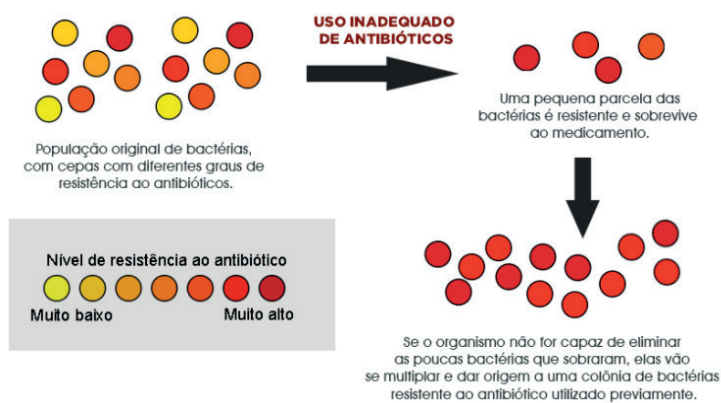 USO INADEQUADO
DE ANTIBIÓTICOS
População original de bactérias,
com cepas com diferentes graus de
resistência ao antibióticos.
Uma pequena parcela das
bactérias é resistente e sobrevive
ao medicamento.
Nível de resistência ao antibiótico
Muito baixo
Muito alto
Se o organismo não for capaz de eliminar
as poucas bactérias que sobraram, elas vão
se multiplar e dar origem a uma colônia de bactérias
resistente ao antibiótico utilizado previamente.